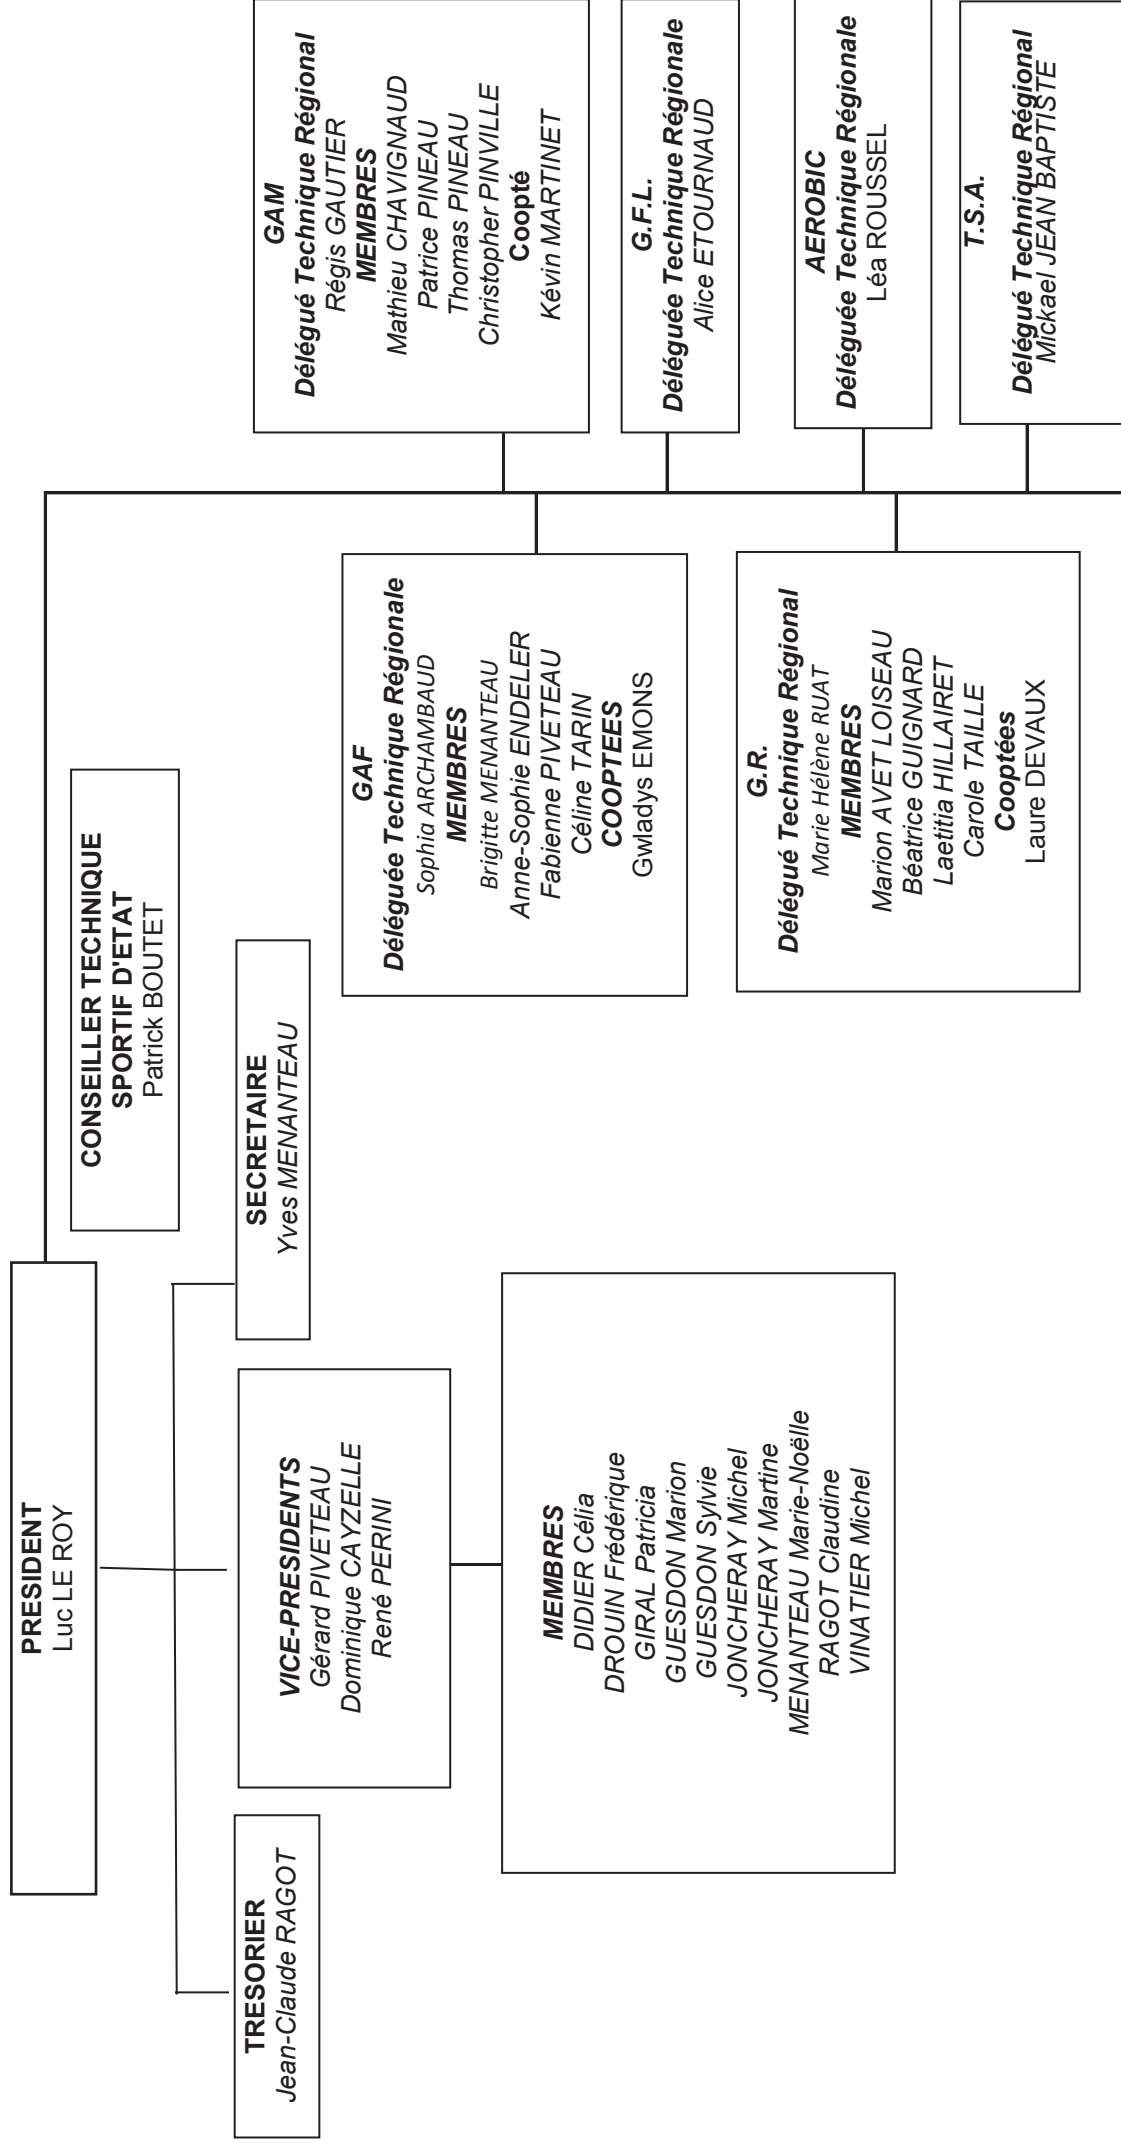 PRESIDENT
Luc LE ROY
CONSEILLER TECHNIQUE
SPORTIF D'ETAT
Patrick BOUTET
TRESORIER
Jean-Claude RAGOT
VICE-PRESIDENTS
Gérard PIVETEAU
Dominique CAYZELLE
René PERINI
SECRETAIRE
Yves MENANTEAU
MEMBRES
DIDIER Célia
DROUIN Frédérique
GIRAL Patricia
GUESDON Marion
GUESDON Sylvie
JONCHERAY Michel
JONCHERAY Martine
MENANTEAU Marie-Noëlle
RAGOT Claudine
VINATIER Michel
GAF
Déléguée Technique Régionale
Sophia ARCHAMBAUD
MEMBRES
Brigitte MENANTEAU
Anne-Sophie ENDELER
Fabienne PIVETEAU
Céline TARIN
COOPTEES
Gwladys EMONS
G.R.
Délégué Technique Régional
Marie Hélène RUAT
MEMBRES
Marion AVET LOISEAU
Béatrice GUIGNARD
Laetitia HILLAIRET
Carole TAILLE
Cooptées
Laure DEVAUX
GAM
Délégué Technique Régional
Régis GAUTIER
MEMBRES
Mathieu CHAVIGNAUD
Patrice PINEAU
Thomas PINEAU
Christopher PINVILLE
Coopté
Kévin MARTINET
G.F.L.
Déléguée Technique Régionale
Alice ETOURNAUD
AEROBIC
Déléguée Technique Régionale
Léa ROUSSEL
T.S.A.
Délégué Technique Régional
Mickael JEAN BAPTISTE